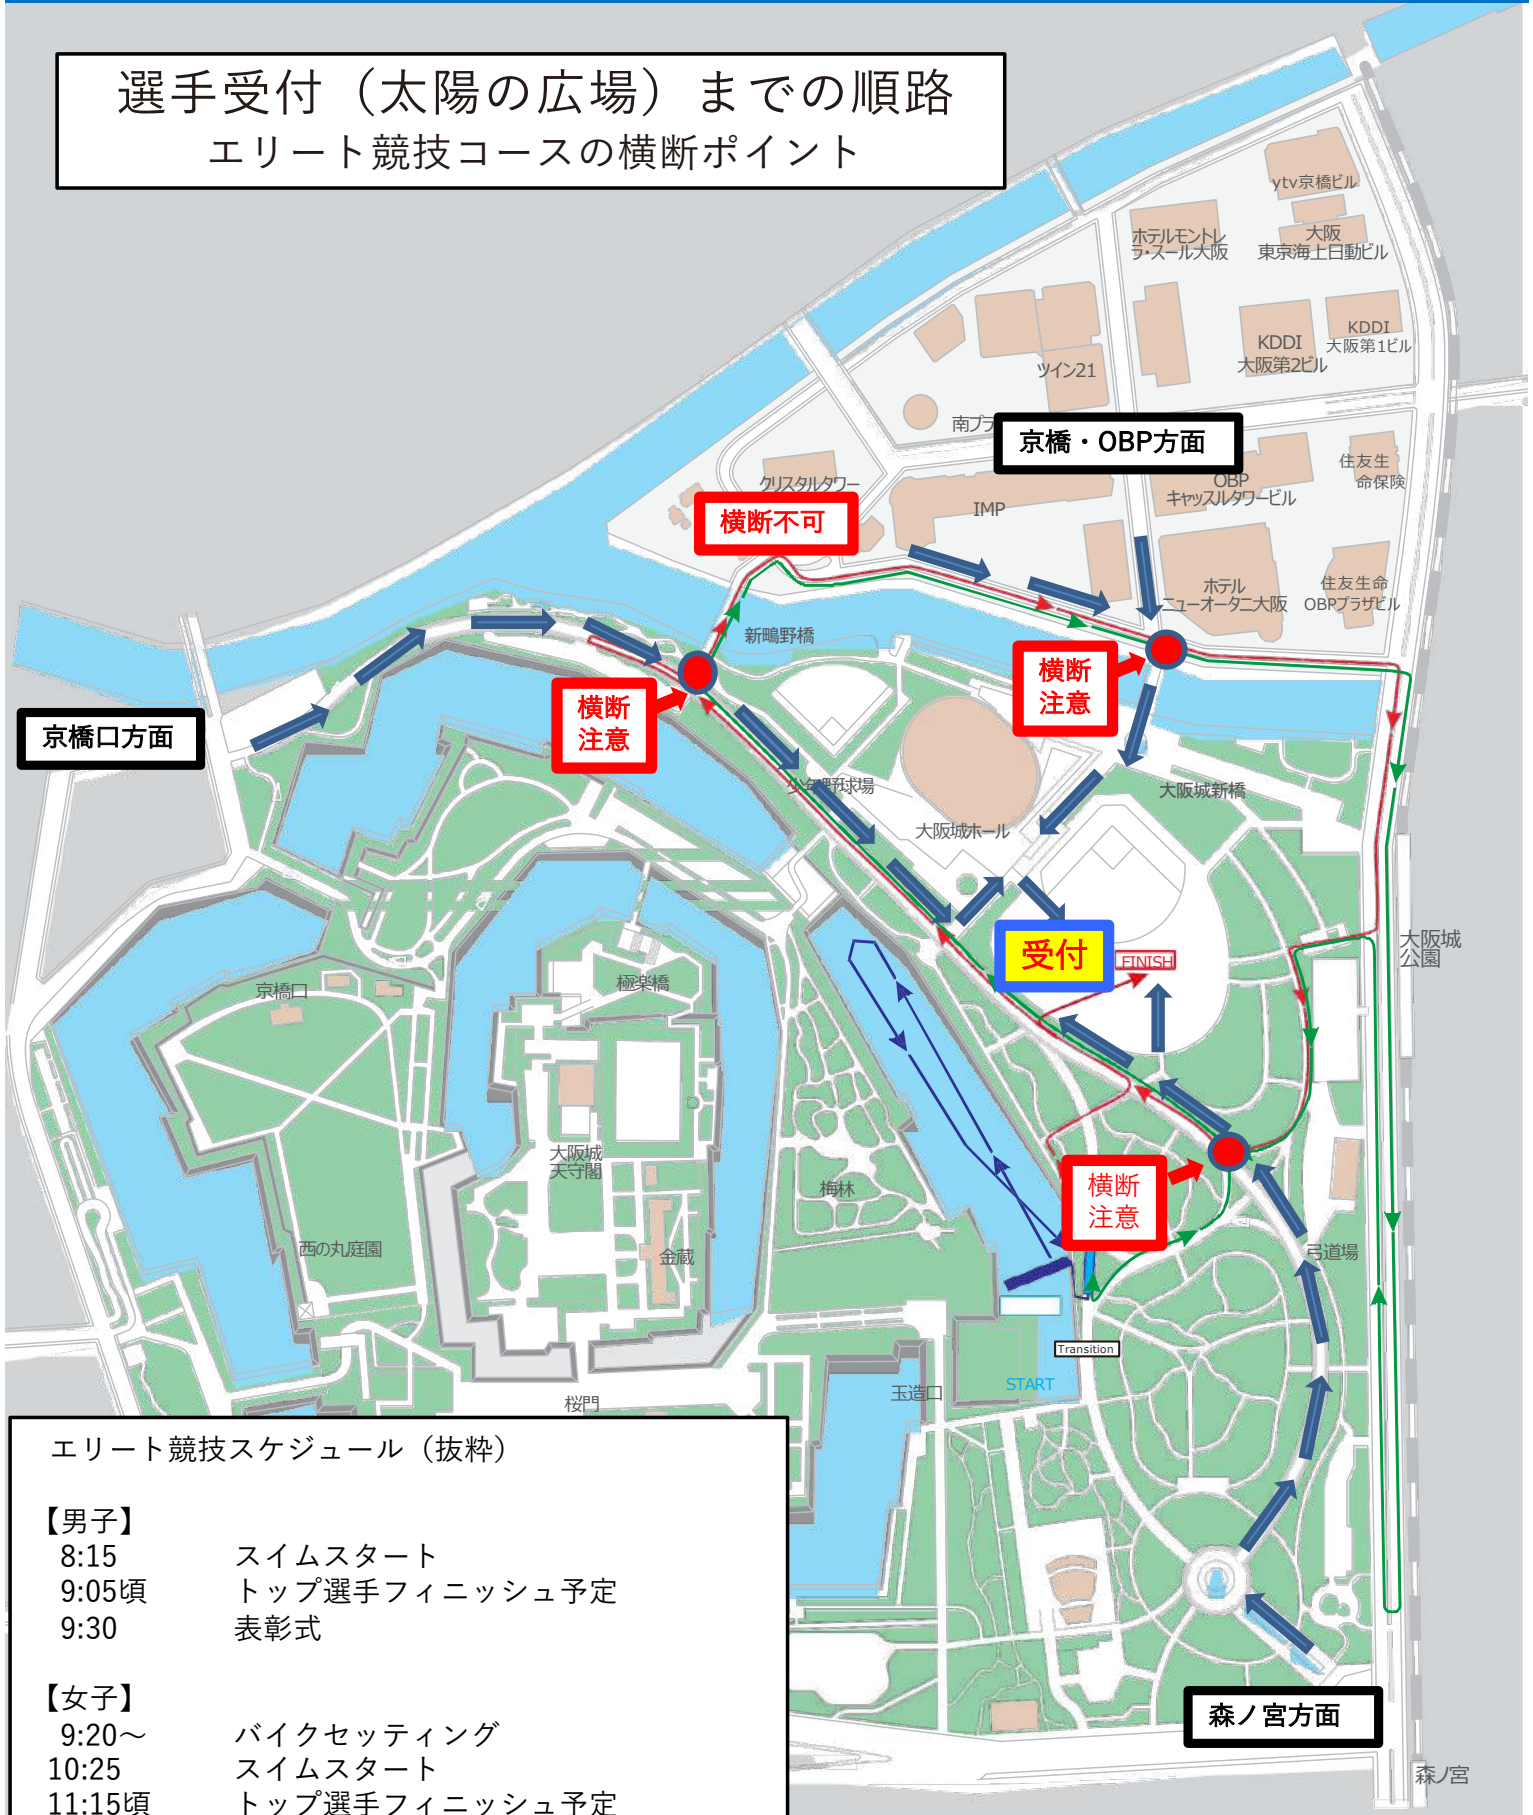 選手受付（太陽の広場）までの順路
エリート競技コースの横断ポイント
ytv京橋ビル
ホテルモントレ
ラ・スール大阪
大阪
東京海上日動ビル
KDDI
大阪第1ビル
KDDI
大阪第2ビル
ツイン21
南プラ
京橋・OBP方面
OBP
キャッスルタワービル
住友生
命保険
クリスタルタワー
IMP
横断不可
ホテル
ニューオータニ大阪
住友生命
OBPプラザビル
新鴫野橋
横断
注意
横断
注意
京橋口方面
少年野球場
大阪城新橋
大阪城ホール
受付
FINISH
大阪城
公園
京橋口
極楽橋
大阪城
天守閣
梅林
横断
注意
西の丸庭園
金蔵
弓道場
Transition
START
玉造口
桜門
エリート競技スケジュール（抜粋）
【男子】
8:15 スイムスタート
9:05頃 トップ選手フィニッシュ予定
9:30 表彰式
【女子】
9:20～ バイクセッティング
10:25 スイムスタート
11:15頃 トップ選手フィニッシュ予定
森ノ宮方面
森ノ宮